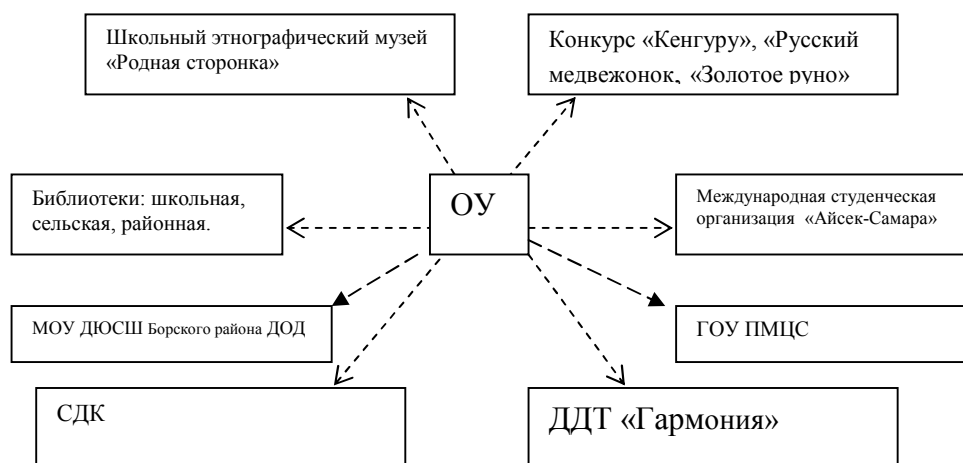 Школьный этнографический музей
«Родная сторонка»
Конкурс «Кенгуру», «Русский
медвежонок, «Золотое руно»
Библиотеки: школьная,
сельская, районная.
ОУ
Международная студенческая
организация «Айсек-Самара»
МОУ ДЮСШ Борского района ДОД
ГОУ ПМЦС
СДК
ДДТ «Гармония»